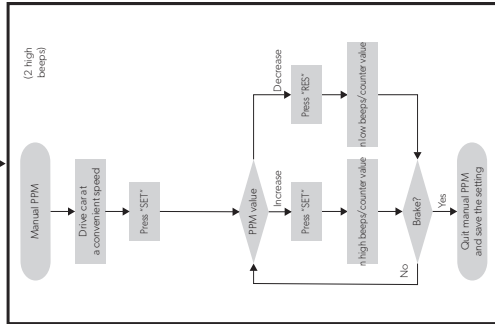 (2 high
beeps)
Manual PPM
Drive car at
a convenient speed
Press "SET"
PPM value
Increase
Decrease
Press "SET"
Press "RES"
n high beeps/counter value
n low beeps/counter value
Brake?
No
Yes
Quit manual PPM
and save the setting